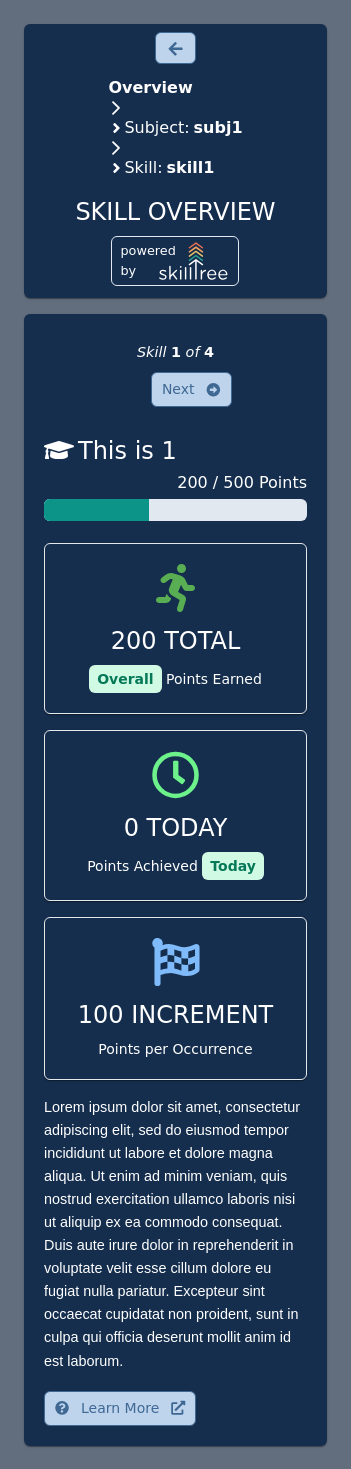 Overview
Subject: subj1
Skill: skill1
SKILL OVERVIEW
powered
by skilltree
Skill 1 of 4
Next
This is 1
200 / 500 Points
200 TOTAL
Overall Points Earned
0 TODAY
Points Achieved Today
100 INCREMENT
Points per Occurrence
Lorem ipsum dolor sit amet, consectetur
adipiscing elit, sed do eiusmod tempor
incididunt ut labore et dolore magna
aliqua. Ut enim ad minim veniam, quis
nostrud exercitation ullamco laboris nisi
ut aliquip ex ea commodo consequat.
Duis aute irure dolor in reprehenderit in
voluptate velit esse cillum dolore eu
fugiat nulla pariatur. Excepteur sint
occaecat cupidatat non proident, sunt in
culpa qui officia deserunt mollit anim id
est laborum.
Learn More